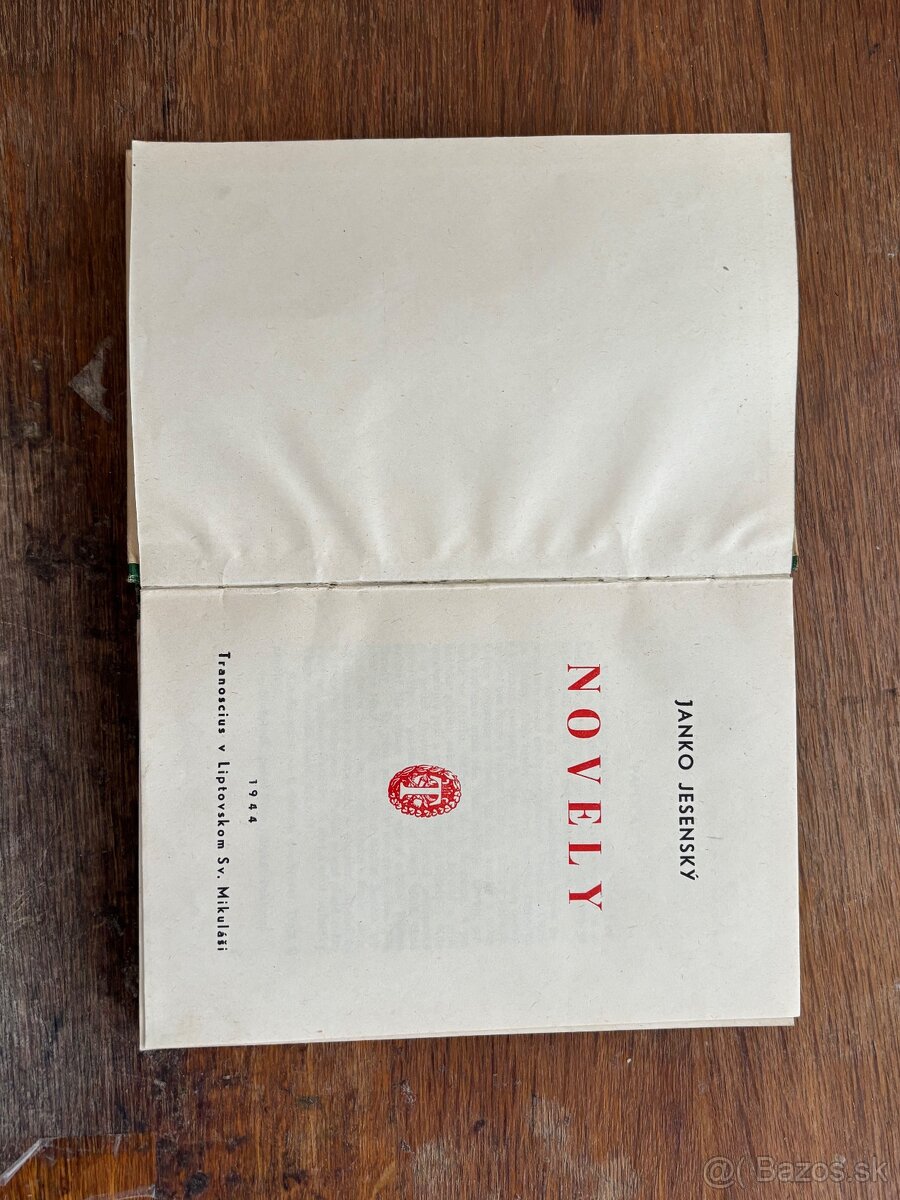 JANKO JESENSKÝ
NOVELY
T
1944
Tranoscius v Liptovskom Sv. Mikuláši
@ Bazos.sk